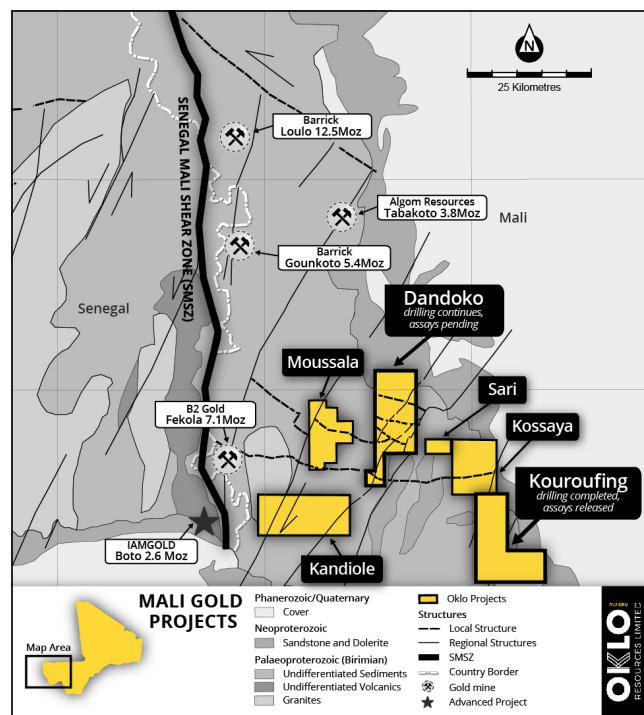 N
25 Kilometres
SENEGAL MALI SHEAR ZONE (SMSZ)
Barrick
Loulo 12.5Moz
Algom Resources
Tabakoto 3.8Moz
Mali
Barrick
Gounkoto 5.4Moz
Senegal
Dandoko
drilling continues,
assays pending
Moussala
Sari
B2 Gold
Fekola 7.1Moz
Kossaya
Kouroufing
drilling completed,
assays released
IAMGOLD
Boto 2.6 Moz
Kandiole
MALI GOLD
PROJECTS
Map Area
Phanerozoic/Quaternary
Cover
Neoproterozoic
Sandstone and Dolerite
Palaeoproterozoic (Birimian)
Undifferentiated Sediments
Undifferentiated Volcanics
Granites
Oklo Projects
Structures
Local Structure
Regional Structures
SMSZ
Country Border
Gold mine
Advanced Project
OKLO
RESOURCES LIMITED